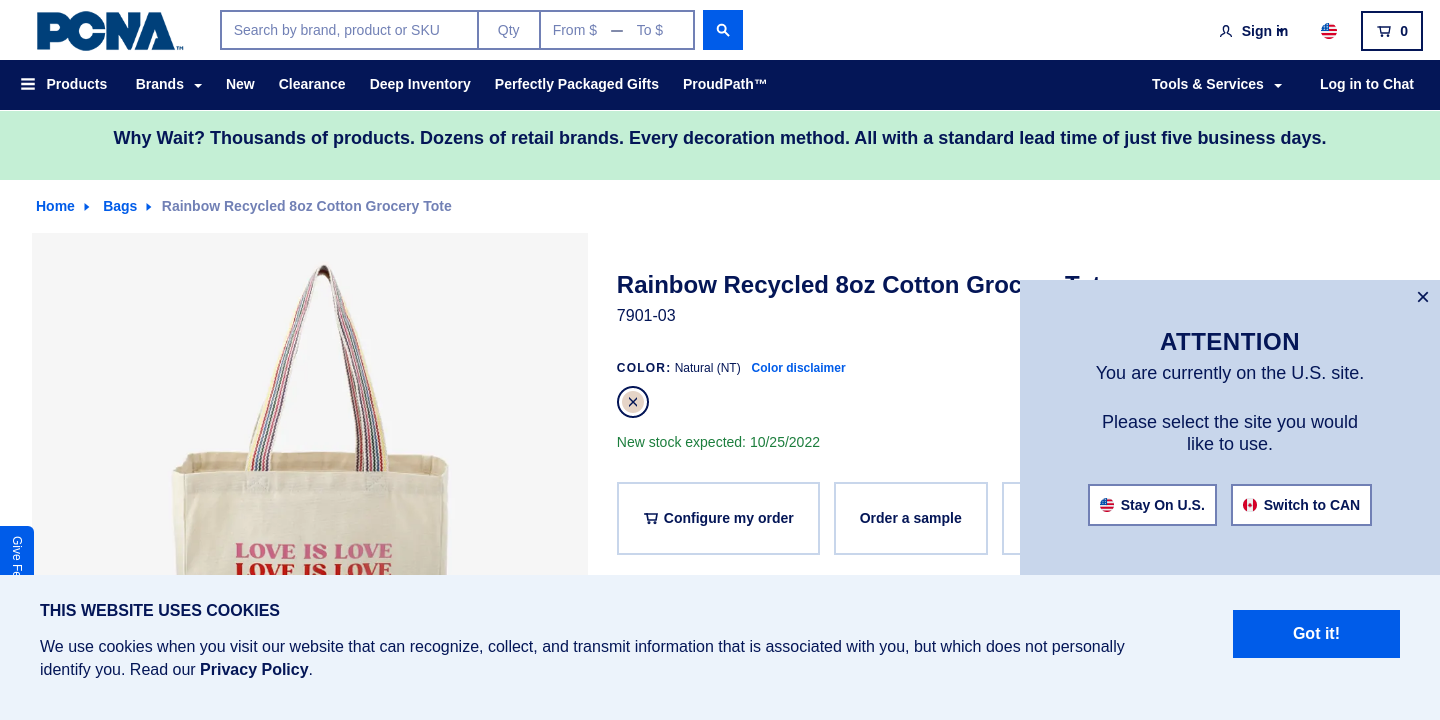 PCNA™
Search by brand, product or SKU
Qty
From $ — To $
Sign in
0
Products
Brands
New
Clearance
Deep Inventory
Perfectly Packaged Gifts
ProudPath™
Tools & Services
Log in to Chat
Why Wait? Thousands of products. Dozens of retail brands. Every decoration method. All with a standard lead time of just five business days.
Home
Bags
Rainbow Recycled 8oz Cotton Grocery Tote
LOVE IS LOVE
LOVE IS LOVE
Rainbow Recycled 8oz Cotton Grocery Tote
7901-03
COLOR: Natural (NT) Color disclaimer
New stock expected: 10/25/2022
Configure my order
Order a sample
ATTENTION
You are currently on the U.S. site.
Please select the site you would
like to use.
Stay On U.S.
Switch to CAN
Give Fe
THIS WEBSITE USES COOKIES
We use cookies when you visit our website that can recognize, collect, and transmit information that is associated with you, but which does not personally
identify you. Read our Privacy Policy.
Got it!